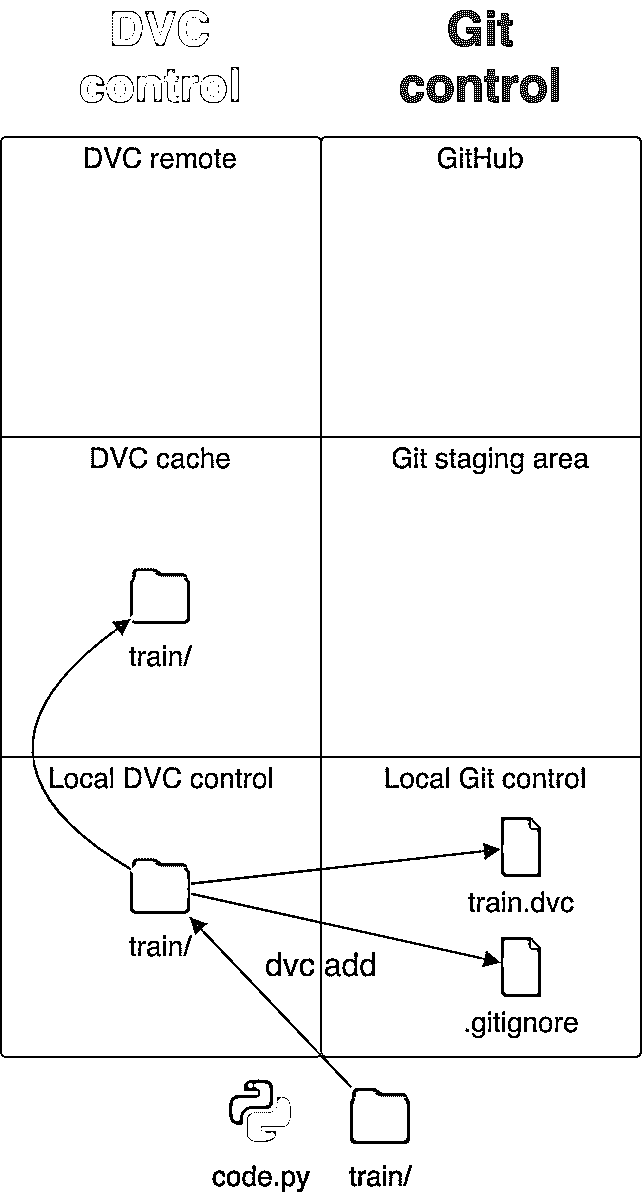 DVC
control
Git
control
DVC remote
GitHub
DVC cache
Git staging area
train/
Local DVC control
Local Git control
train.dvc
train/
dvc add
.gitignore
code.py
train/